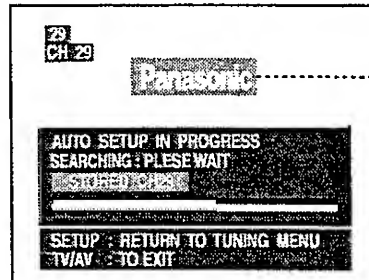 29
CH 29
Panasonic
AUTO SETUP IN PROGRESS
SEARCHING : PLESE WAIT
STORED CH29
SETUP : RETURN TO TUNING MENU
TV/AV : TO EXIT